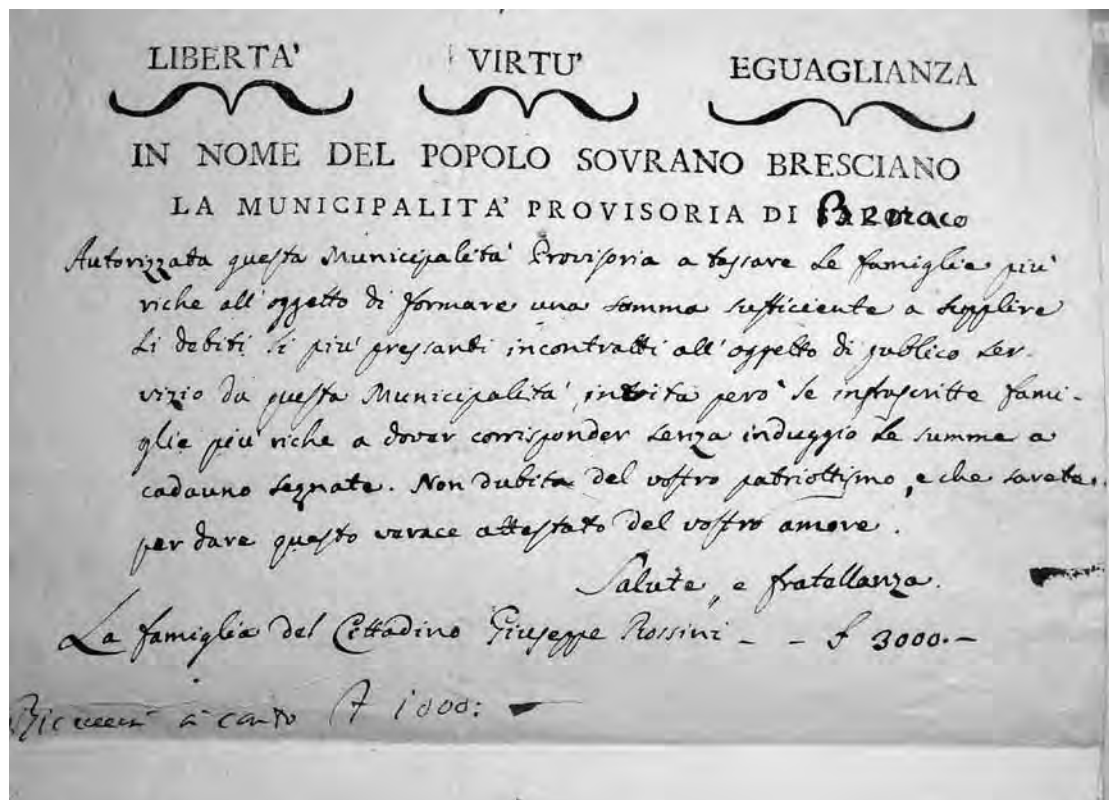 LIBERTA' VIRTU' EGUAGLIANZA
IN NOME DEL POPOLO SOVRANO BRESCIANO
LA MUNICIPALITA' PROVISORIA DI
Autorizzata questa Municipalità Provisoria a tassare le famiglie più
riche all'oggetto di formare una somma sufficiente a supplire
li debiti li più pressanti incontratti all'oggetto di publico ser-
vizio da questa Municipalità, invita però le infrascritte fami-
glie più riche a dover corrisponder senza induggio le summe a
cadauno segnate. Non dubita del vostro patriottismo, e che sarete
per dare questo verace attestato del vostro amore.
Salute, e fratellanza.
La famiglia del Cittadino Giuseppe Rossini - - £ 3000.-
a conto 1000: